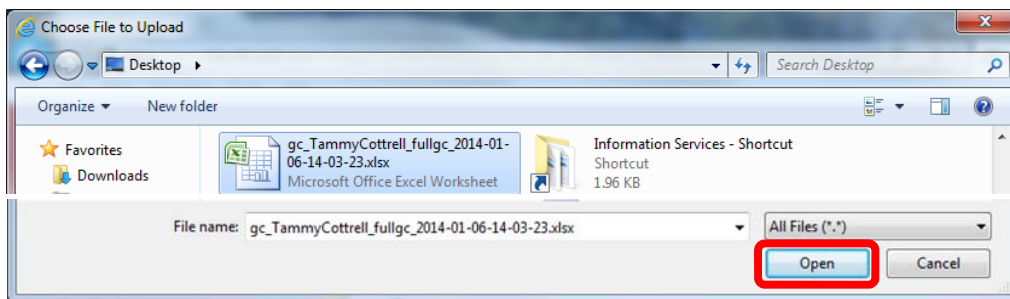 Choose File to Upload
Desktop
Search Desktop
Organize
New folder
Favorites
Downloads
gc_TammyCottrell_fullgc_2014-01-
06-14-03-23.xlsx
Microsoft Office Excel Worksheet
Information Services - Shortcut
Shortcut
1.96 KB
File name: gc_TammyCottrell_fullgc_2014-01-06-14-03-23.xlsx
All Files (*.*)
Open
Cancel